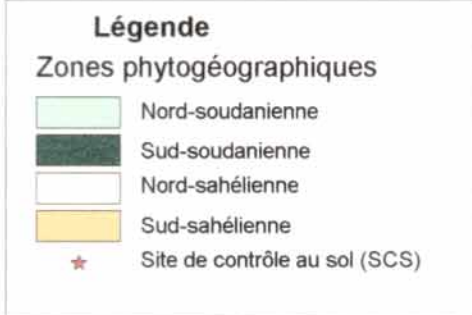 Légende
Zones phytogéographiques
Nord-soudanienne
Sud-soudanienne
Nord-sahélienne
Sud-sahélienne
Site de contrôle au sol (SCS)